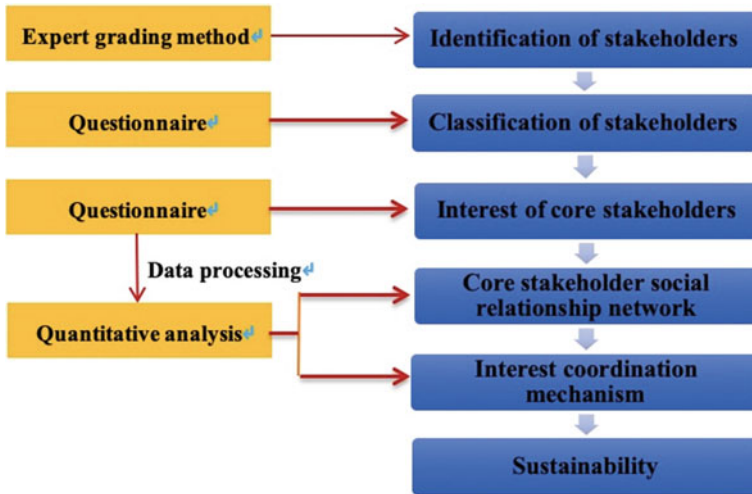 Expert grading method↵
Identification of stakeholders
Questionnaire↵
Classification of stakeholders
Questionnaire↵
Interest of core stakeholders
Data processing↵
Core stakeholder social
relationship network
Quantitative analysis↵
Interest coordination
mechanism
Sustainability